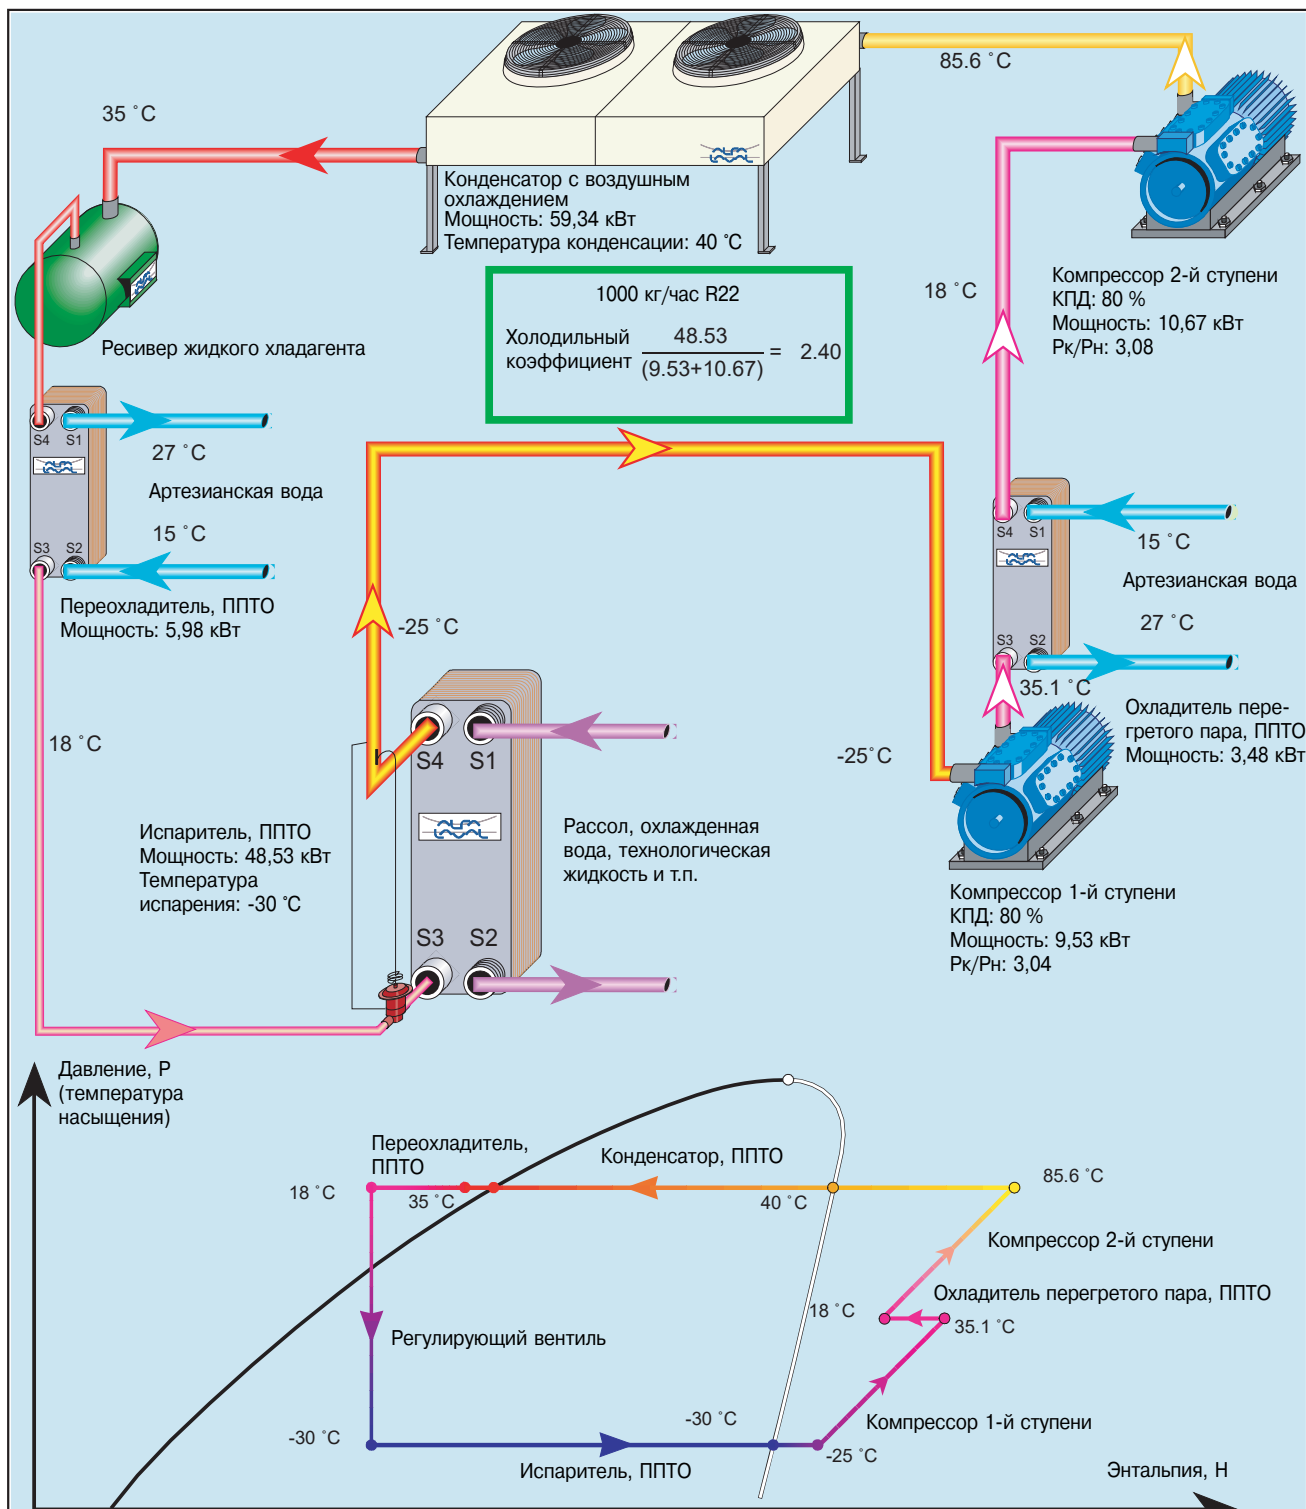 85.6 °C
35 °C
Конденсатор с воздушным
охлаждением
Мощность: 59,34 кВт
Температура конденсации: 40 °C
Компрессор 2-й ступени
КПД: 80 %
Мощность: 10,67 кВт
Рк/Рн: 3,08
18 °C
1000 кг/час R22
Холодильный
коэффициент
48.53
(9.53+10.67)
= 2.40
Ресивер жидкого хладагента
S4 S1
27 °C
Артезианская вода
15 °C
S3 S2
Переохладитель, ППТО
Мощность: 5,98 кВт
S4 S1
15 °C
Артезианская вода
27 °C
S3 S2
35.1 °C
Охладитель пере-
гретого пара, ППТО
Мощность: 3,48 кВт
-25 °C
18 °C
-25°C
S4 S1
ALFA
LAVAL
Испаритель, ППТО
Мощность: 48,53 кВт
Температура
испарения: -30 °C
Рассол, охлажденная
вода, технологическая
жидкость и т.п.
S3 S2
Компрессор 1-й ступени
КПД: 80 %
Мощность: 9,53 кВт
Рк/Рн: 3,04
Давление, P
(температура
насыщения)
Переохладитель,
ППТО
Конденсатор, ППТО
18 °C
35 °C
40 °C
85.6 °C
Компрессор 2-й ступени
Охладитель перегретого пара, ППТО
18 °C
35.1 °C
Регулирующий вентиль
-30 °C
-30 °C
Компрессор 1-й ступени
-25 °C
Испаритель, ППТО
Энтальпия, H